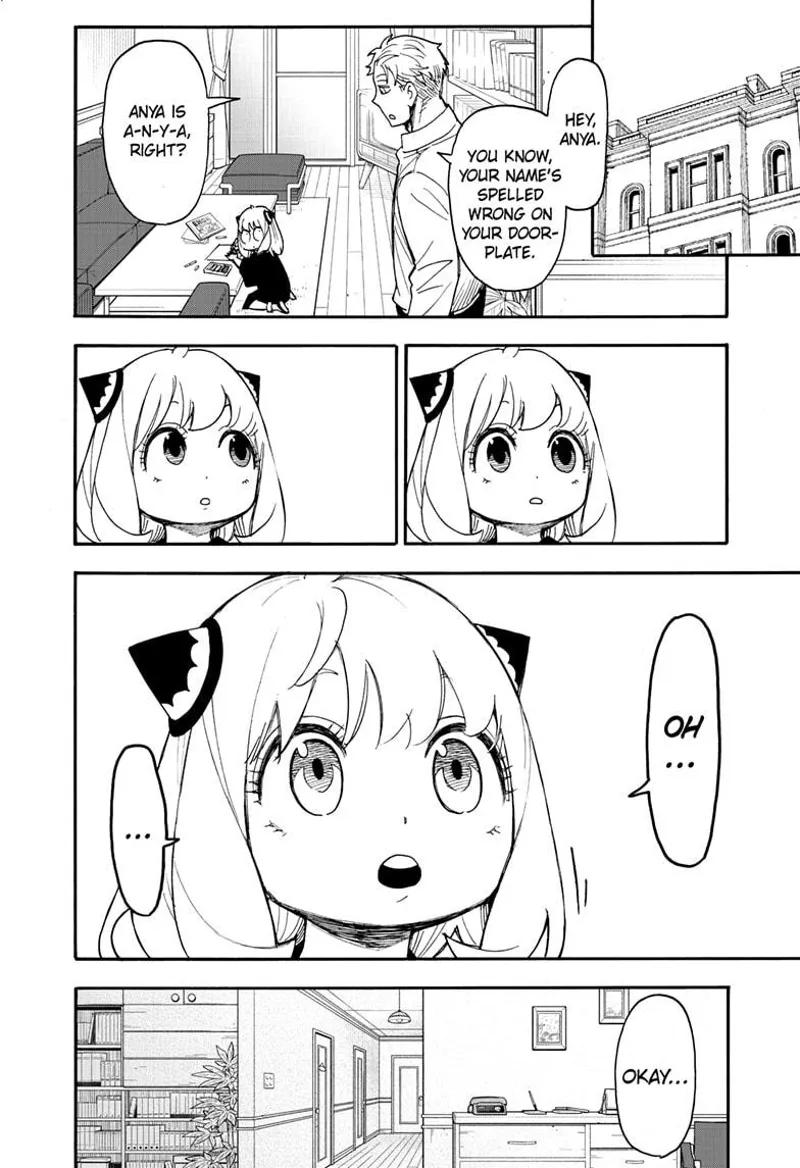 HEY,
ANYA.
YOU KNOW,
YOUR NAME'S
SPELLED
WRONG ON
YOUR DOOR-
PLATE.
ANYA IS
A-N-Y-A,
RIGHT?
OH
...
...
OKAY...